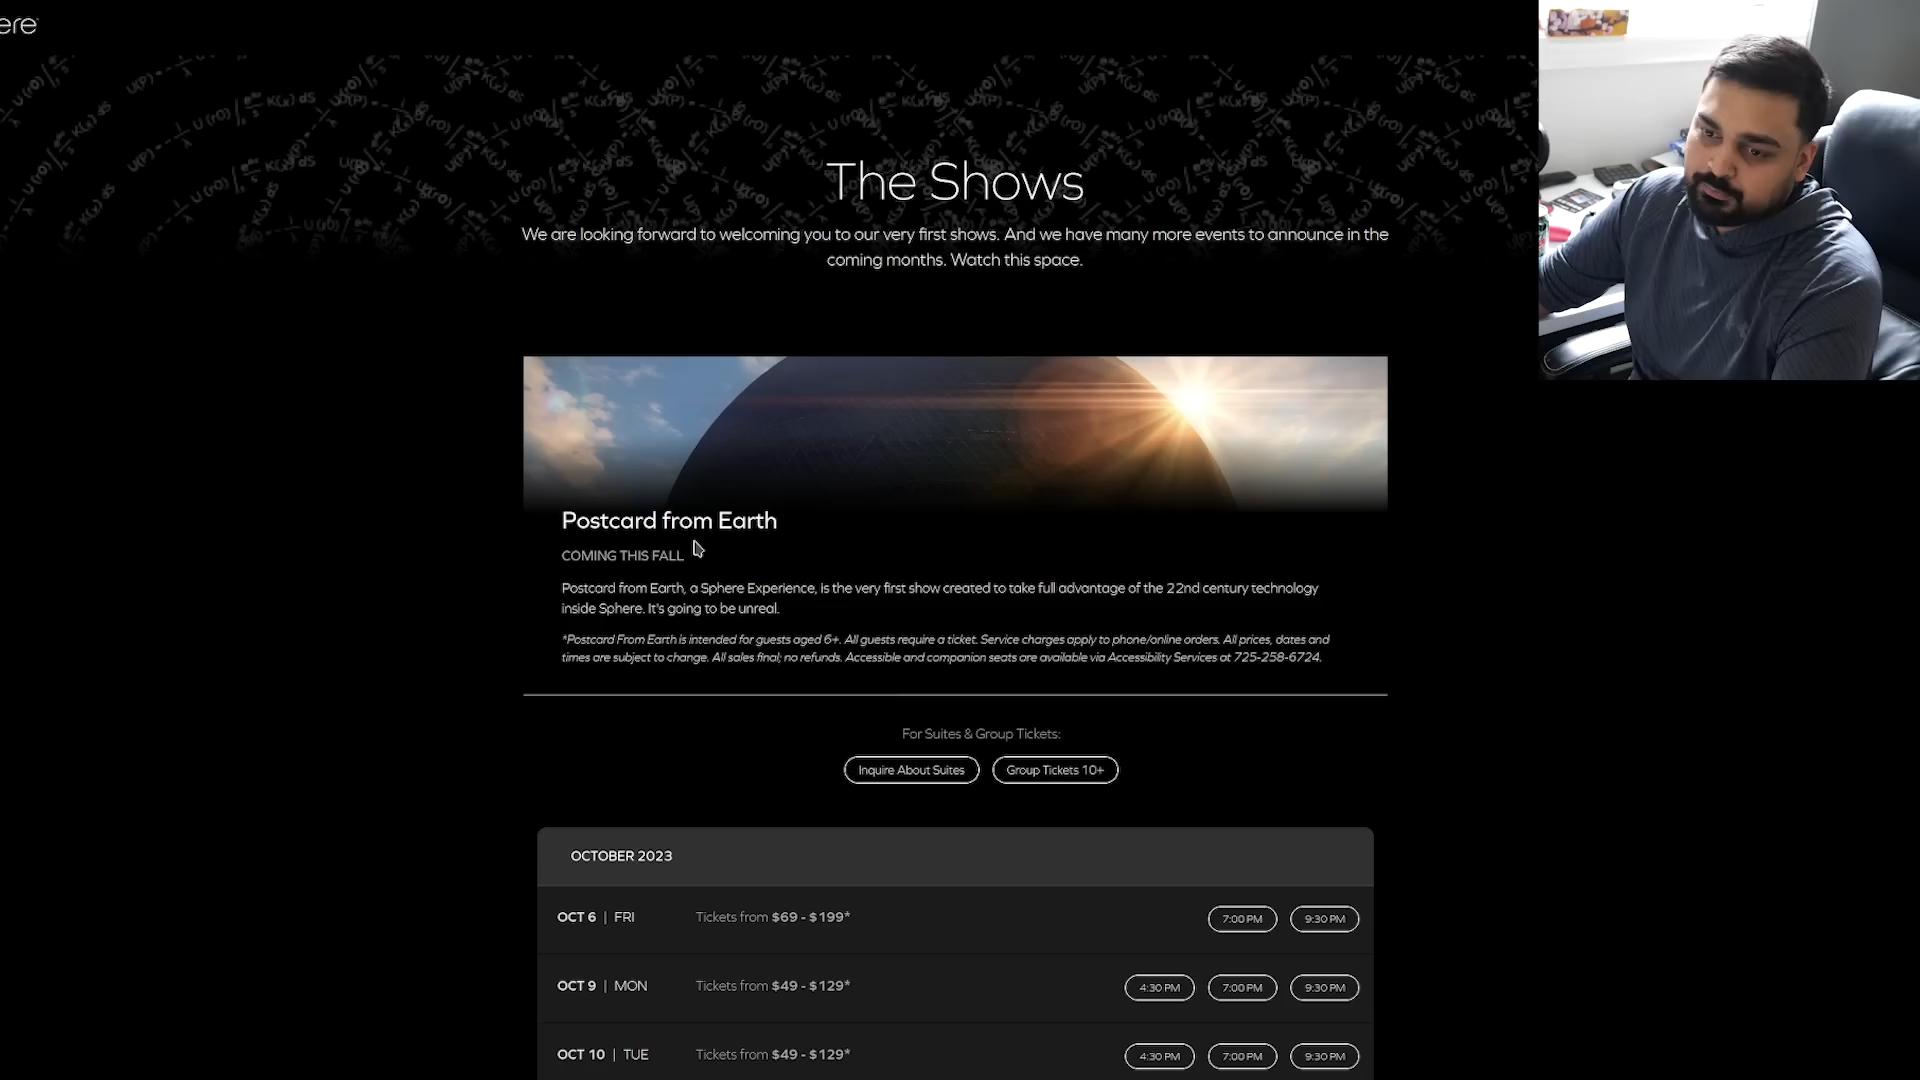 ere
The Shows
We are looking forward to welcoming you to our very first shows. And we have many more events to announce in the
coming months. Watch this space.
Postcard from Earth
COMING THIS FALL
Postcard from Earth, a Sphere Experience, is the very first show created to take full advantage of the 22nd century technology
inside Sphere. It's going to be unreal.
*Postcard From Earth is intended for guests aged 6+. All guests require a ticket. Service charges apply to phone/online orders. All prices, dates and
times are subject to change. All sales final; no refunds. Accessible and companion seats are available via Accessibility Services at 725-258-6724.
For Suites & Group Tickets:
Inquire About Suites Group Tickets 10+
OCTOBER 2023
OCT 6 | FRI Tickets from $69 - $199* 7:00 PM 9:30 PM
OCT 9 | MON Tickets from $49 - $129* 4:30 PM 7:00 PM 9:30 PM
OCT 10 | TUE Tickets from $49 - $129* 4:30 PM 7:00 PM 9:30 PM